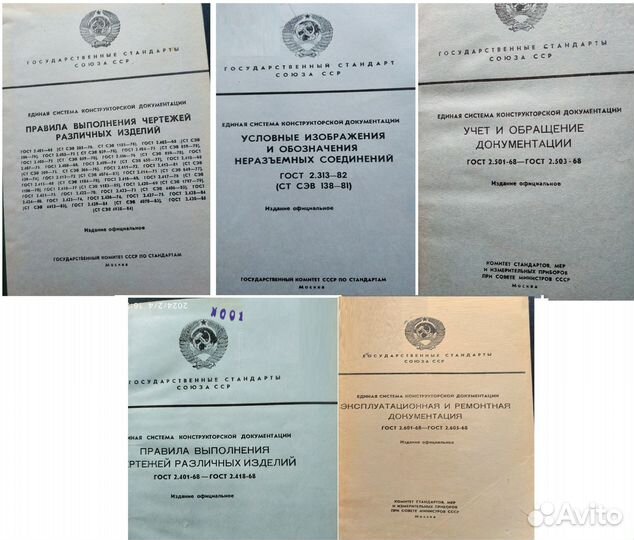 ГОСУДАРСТВЕННЫЕ СТАНДАРТЫ
СОЮЗА ССР
ЕДИНАЯ СИСТЕМА КОНСТРУКТОРСКОЙ ДОКУМЕНТАЦИИ
ПРАВИЛА ВЫПОЛНЕНИЯ ЧЕРТЕЖЕЙ
РАЗЛИЧНЫХ ИЗДЕЛИЙ
Издание официальное
ГОСУДАРСТВЕННЫЙ КОМИТЕТ СССР ПО СТАНДАРТАМ
Москва
ГОСУДАРСТВЕННЫЙ СТАНДАРТ
СОЮЗА ССР
ЕДИНАЯ СИСТЕМА КОНСТРУКТОРСКОЙ ДОКУМЕНТАЦИИ
УСЛОВНЫЕ ИЗОБРАЖЕНИЯ
И ОБОЗНАЧЕНИЯ
НЕРАЗЪЕМНЫХ СОЕДИНЕНИЙ
ГОСТ 2.313—82
(СТ СЭВ 138—81)
Издание официальное
ГОСУДАРСТВЕННЫЙ КОМИТЕТ СССР ПО СТАНДАРТАМ
Москва
ГОСУДАРСТВЕННЫЕ СТАНДАРТЫ
СОЮЗА ССР
ЕДИНАЯ СИСТЕМА КОНСТРУКТОРСКОЙ ДОКУМЕНТАЦИИ
УЧЕТ И ОБРАЩЕНИЕ
ДОКУМЕНТАЦИИ
ГОСТ 2.501-68—ГОСТ 2.503-68
Издание официальное
КОМИТЕТ СТАНДАРТОВ, МЕР
И ИЗМЕРИТЕЛЬНЫХ ПРИБОРОВ
ПРИ СОВЕТЕ МИНИСТРОВ СССР
Москва
2024/2/4
ГОСУДАРСТВЕННЫЕ СТАНДАРТЫ
СОЮЗА ССР
ЕДИНАЯ СИСТЕМА КОНСТРУКТОРСКОЙ ДОКУМЕНТАЦИИ
ПРАВИЛА ВЫПОЛНЕНИЯ
ЕРТЕЖЕЙ РАЗЛИЧНЫХ ИЗДЕЛИЙ
ГОСТ 2.401-68—ГОСТ 2.418-68
Издание официальное
ГОСУДАРСТВЕННЫЕ СТАНДАРТЫ
СОЮЗА ССР
ЕДИНАЯ СИСТЕМА КОНСТРУКТОРСКОЙ ДОКУМЕНТАЦИИ
ЭКСПЛУАТАЦИОННАЯ И РЕМОНТНАЯ
ДОКУМЕНТАЦИЯ
ГОСТ 2.601-68—ГОСТ 2.605-68
Издание официальное
КОМИТЕТ СТАНДАРТОВ, МЕР
И ИЗМЕРИТЕЛЬНЫХ ПРИБОРОВ
ПРИ СОВЕТЕ МИНИСТРОВ СССР
Москва
Avito